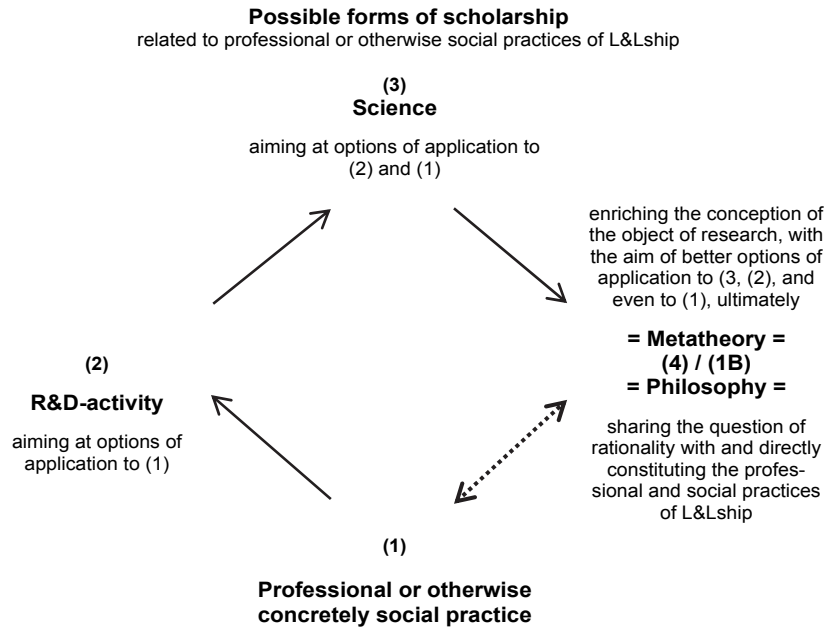 Possible forms of scholarship
related to professional or otherwise social practices of L&Lship
(3)
Science
aiming at options of application to
(2) and (1)
enriching the conception of
the object of research, with
the aim of better options of
application to (3, (2), and
even to (1), ultimately
= Metatheory =
(4) / (1B)
= Philosophy =
sharing the question of
rationality with and directly
constituting the profes-
sional and social practices
of L&Lship
(2)
R&D-activity
aiming at options of
application to (1)
(1)
Professional or otherwise
concretely social practice